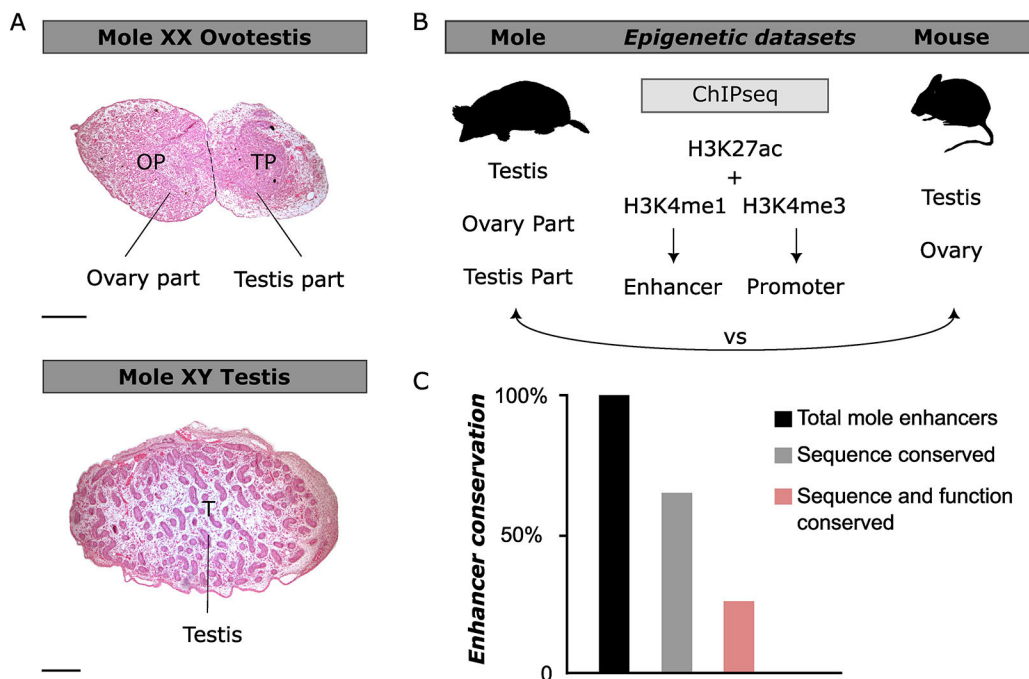 A
Mole XX Ovotestis
OP
TP
Ovary part
Testis part
Mole XY Testis
T
Testis
B
Mole
Epigenetic datasets
Mouse
ChIPseq
H3K27ac
+
H3K4me1
H3K4me3
Enhancer
Promoter
Testis
Ovary Part
Testis Part
Testis
Ovary
vs
C
Enhancer conservation
100%
50%
0
Total mole enhancers
Sequence conserved
Sequence and function
conserved